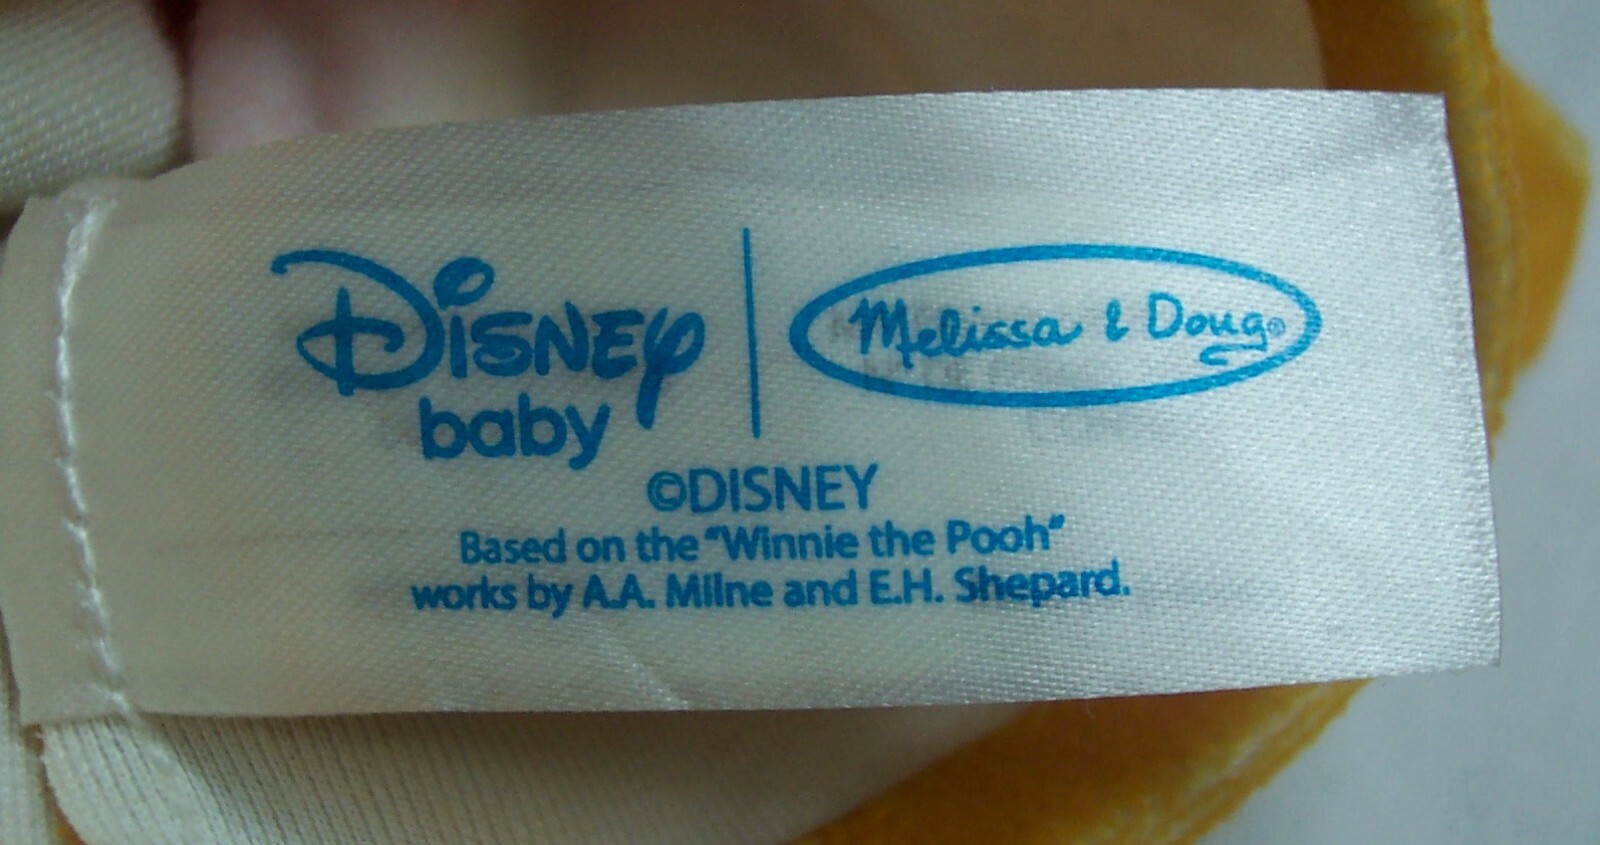 Disney
baby
Melissa & Doug®
©DISNEY
Based on the "Winnie the Pooh"
works by A.A. Milne and E.H. Shepard.